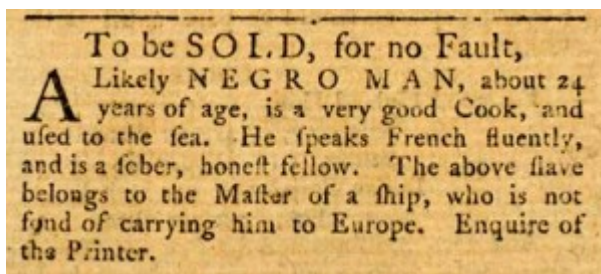 To be SOLD, for no Fault,
A Likely NEGRO MAN, about 24
years of age, is a very good Cook, and
uſed to the ſea. He ſpeaks French fluently,
and is a ſober, honeſt fellow. The above ſlave
belongs to the Maſter of a ſhip, who is not
fond of carrying him to Europe. Enquire of
the Printer.